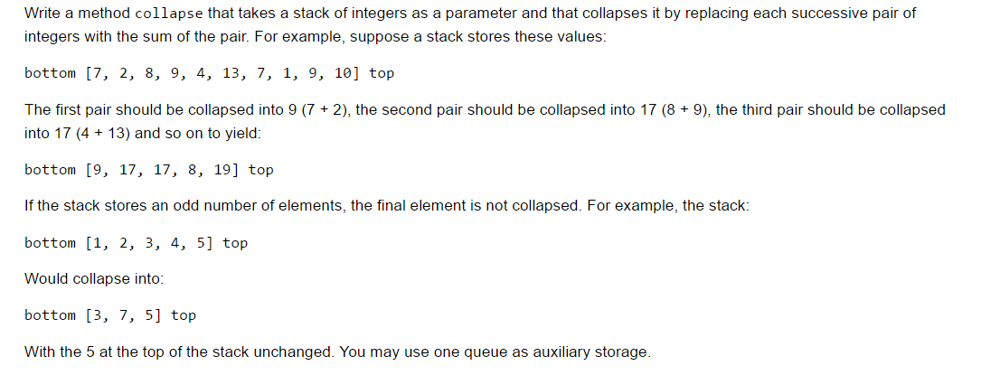 Write a method collapse that takes a stack of integers as a parameter and that collapses it by replacing each successive pair of
integers with the sum of the pair. For example, suppose a stack stores these values:
bottom [7, 2, 8, 9, 4, 13, 7, 1, 9, 10] top
The first pair should be collapsed into 9 (7 + 2), the second pair should be collapsed into 17 (8 + 9), the third pair should be collapsed
into 17 (4 + 13) and so on to yield:
bottom [9, 17, 17, 8, 19] top
If the stack stores an odd number of elements, the final element is not collapsed. For example, the stack:
bottom [1, 2, 3, 4, 5] top
Would collapse into:
bottom [3, 7, 5] top
With the 5 at the top of the stack unchanged. You may use one queue as auxiliary storage.